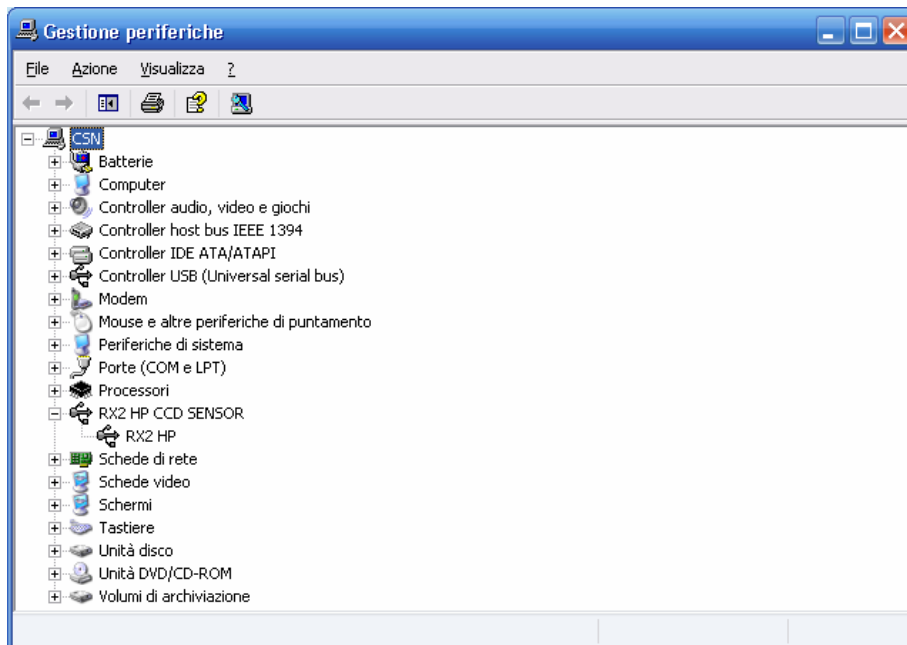 Gestione periferiche
File Azione Visualizza ?
CSN
Batterie
Computer
Controller audio, video e giochi
Controller host bus IEEE 1394
Controller IDE ATA/ATAPI
Controller USB (Universal serial bus)
Modem
Mouse e altre periferiche di puntamento
Periferiche di sistema
Porte (COM e LPT)
Processori
RX2 HP CCD SENSOR
RX2 HP
Schede di rete
Schede video
Schermi
Tastiere
Unità disco
Unità DVD/CD-ROM
Volumi di archiviazione